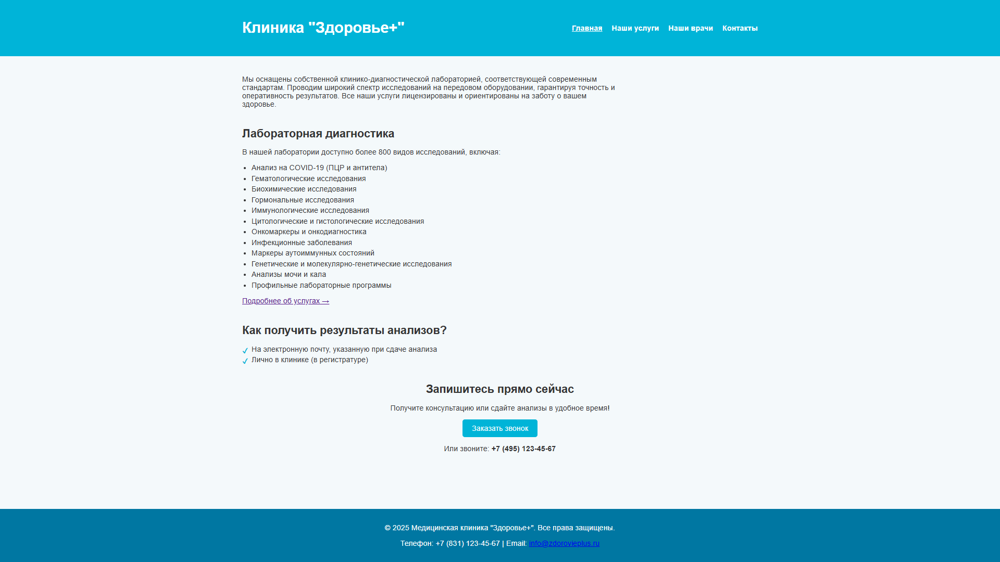 Клиника "Здоровье+"
Главная Наши услуги Наши врачи Контакты
Мы оснащены собственной клинико-диагностической лабораторией, соответствующей современным
стандартам. Проводим широкий спектр исследований на передовом оборудовании, гарантируя точность и
оперативность результатов. Все наши услуги лицензированы и ориентированы на заботу о вашем
здоровье.
Лабораторная диагностика
В нашей лаборатории доступно более 800 видов исследований, включая:
• Анализ на COVID-19 (ПЦР и антитела)
• Гематологические исследования
• Биохимические исследования
• Гормональные исследования
• Иммунологические исследования
• Цитологические и гистологические исследования
• Онкомаркеры и онкодиагностика
• Инфекционные заболевания
• Маркеры аутоиммунных состояний
• Генетические и молекулярно-генетические исследования
• Анализы мочи и кала
• Профильные лабораторные программы
Подробнее об услугах →
Как получить результаты анализов?
✓ На электронную почту, указанную при сдаче анализа
✓ Лично в клинике (в регистратуре)
Запишитесь прямо сейчас
Получите консультацию или сдайте анализы в удобное время!
Заказать звонок
Или звоните: +7 (495) 123-45-67
© 2025 Медицинская клиника "Здоровье+". Все права защищены.
Телефон: +7 (831) 123-45-67 | Email: info@zdorovieplus.ru